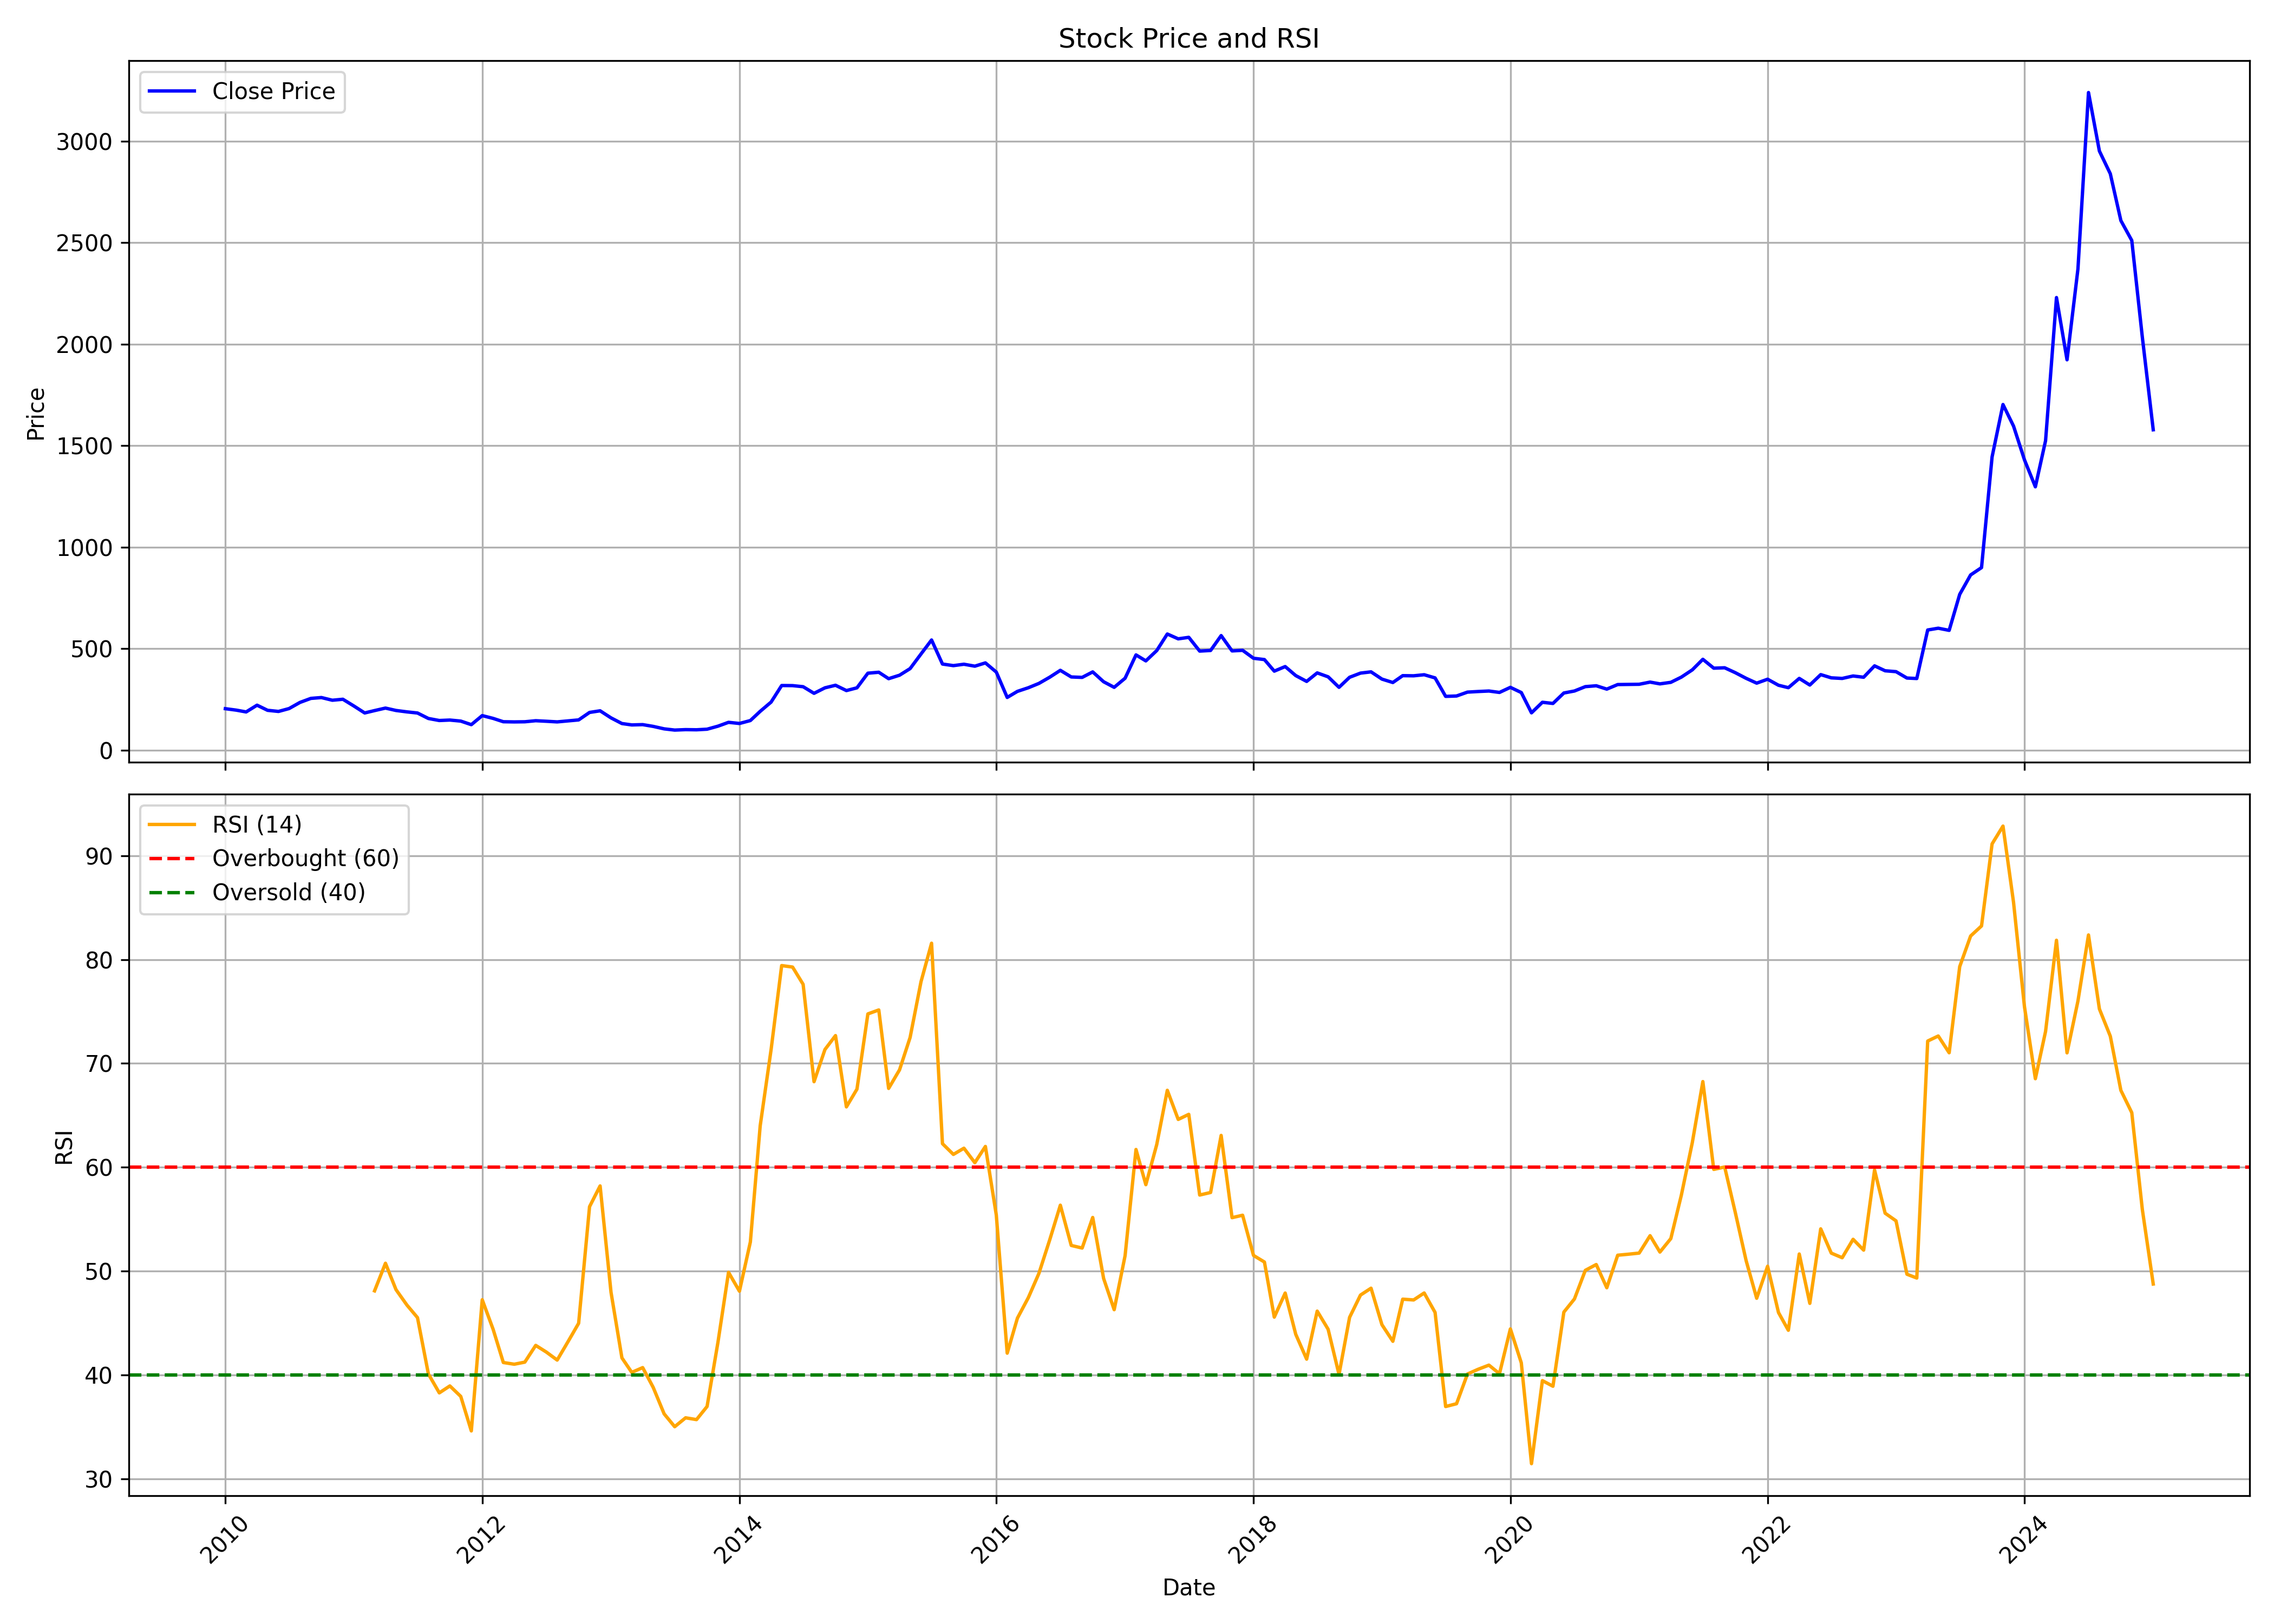 Stock Price and RSI
Close Price
3000
2500
2000
1500
1000
500
0
Price
RSI (14)
Overbought (60)
Oversold (40)
90
80
70
60
50
40
30
RSI
2010
2012
2014
2016
2018
2020
2022
2024
Date